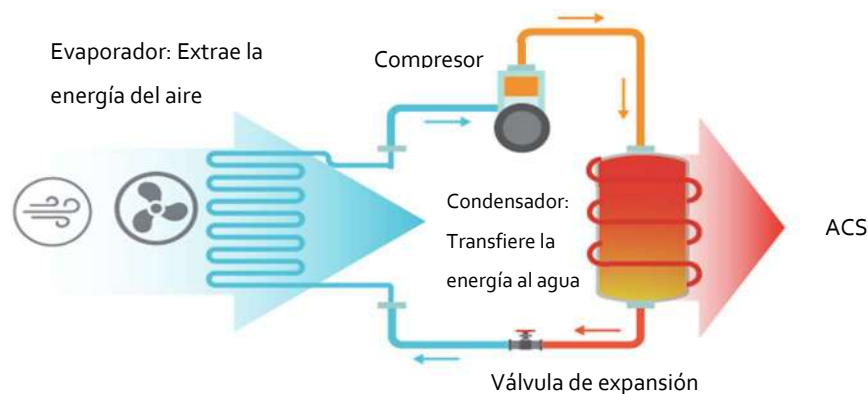 Evaporador: Extrae la
energía del aire
Compresor
Condensador:
Transfiere la
energía al agua
ACS
Válvula de expansión